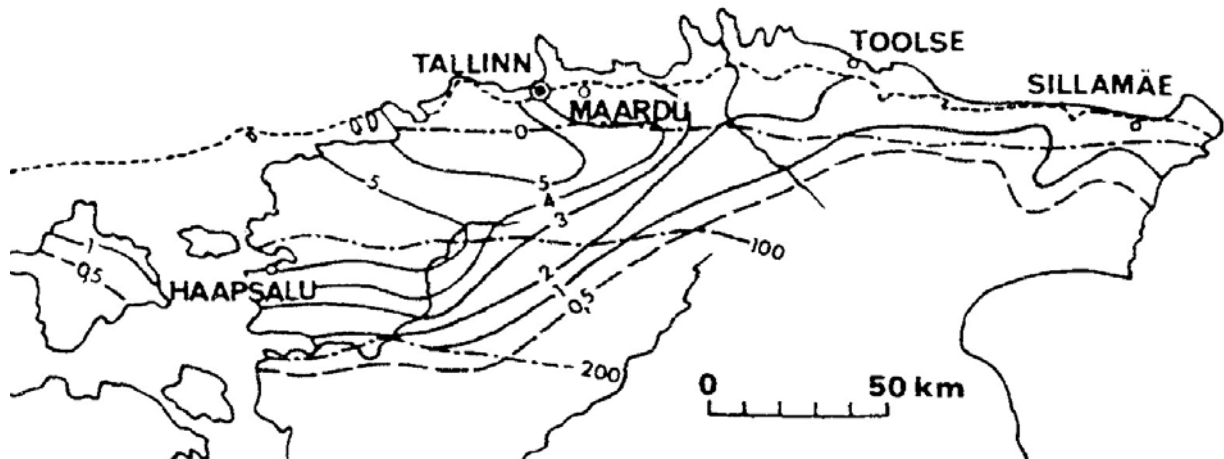 TOOLSE
TALLINN
SILLAMÄE
MAARDU
0
5
5
4
3
1
0,5
100
HAAPSALU
2
1
0,5
200
0 50 km